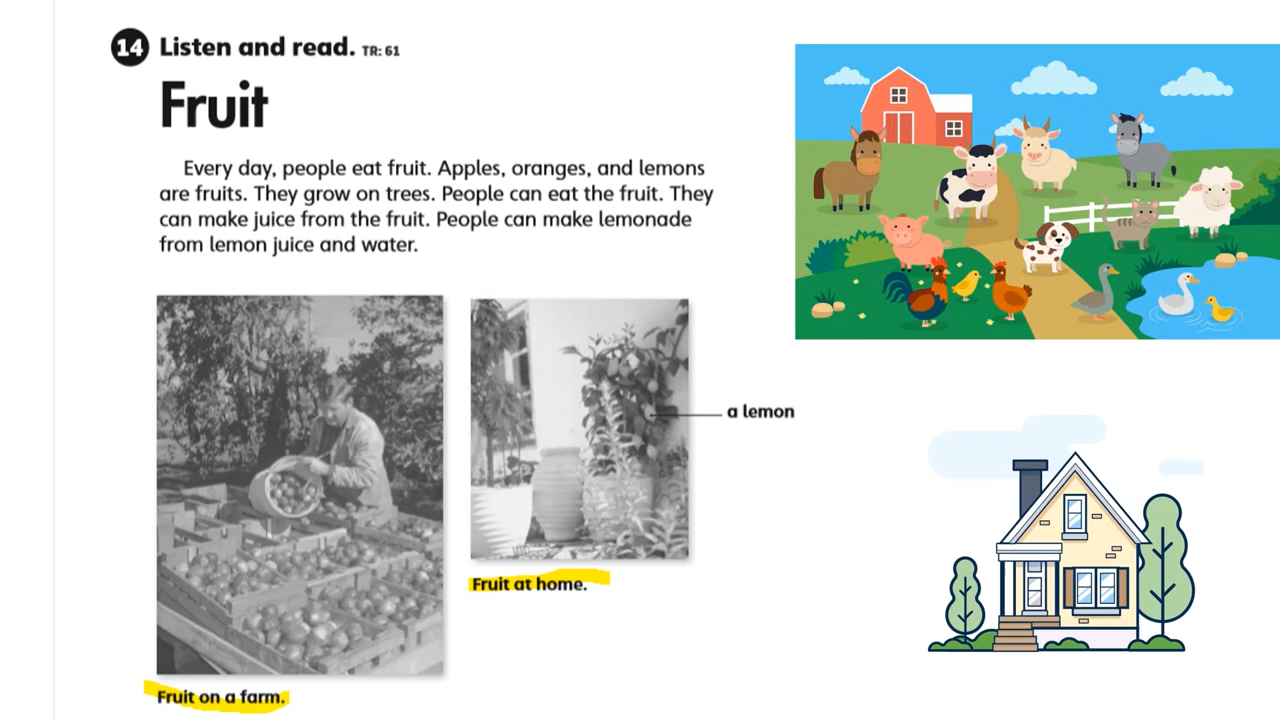 14 Listen and read. TR: 61
Fruit
Every day, people eat fruit. Apples, oranges, and lemons
are fruits. They grow on trees. People can eat the fruit. They
can make juice from the fruit. People can make lemonade
from lemon juice and water.
a lemon
Fruit at home.
Fruit on a farm.